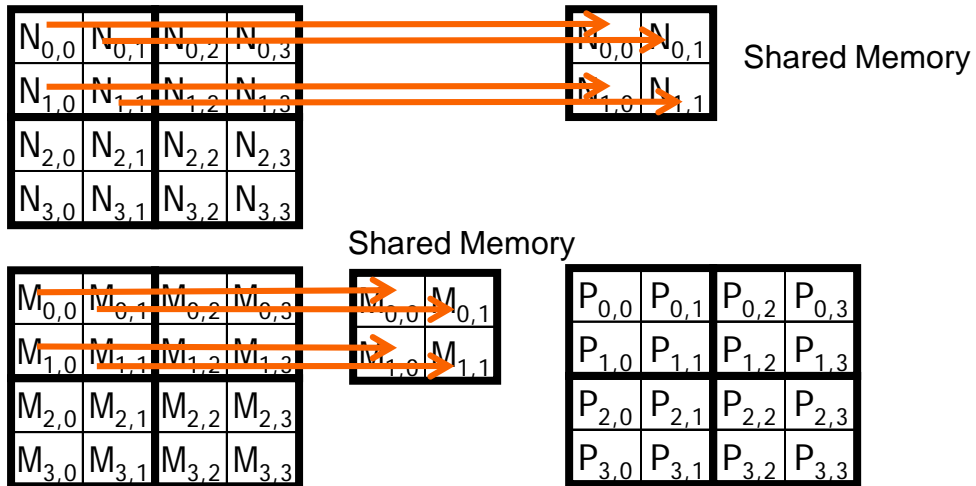 N0,0 N0,1 N0,2 N0,3
N1,0 N1,1 N1,2 N1,3
N2,0 N2,1 N2,2 N2,3
N3,0 N3,1 N3,2 N3,3
N0,0 N0,1
N1,0 N1,1
Shared Memory
Shared Memory
M0,0 M0,1 M0,2 M0,3
M1,0 M1,1 M1,2 M1,3
M2,0 M2,1 M2,2 M2,3
M3,0 M3,1 M3,2 M3,3
M0,0 M0,1
M1,0 M1,1
P0,0 P0,1 P0,2 P0,3
P1,0 P1,1 P1,2 P1,3
P2,0 P2,1 P2,2 P2,3
P3,0 P3,1 P3,2 P3,3